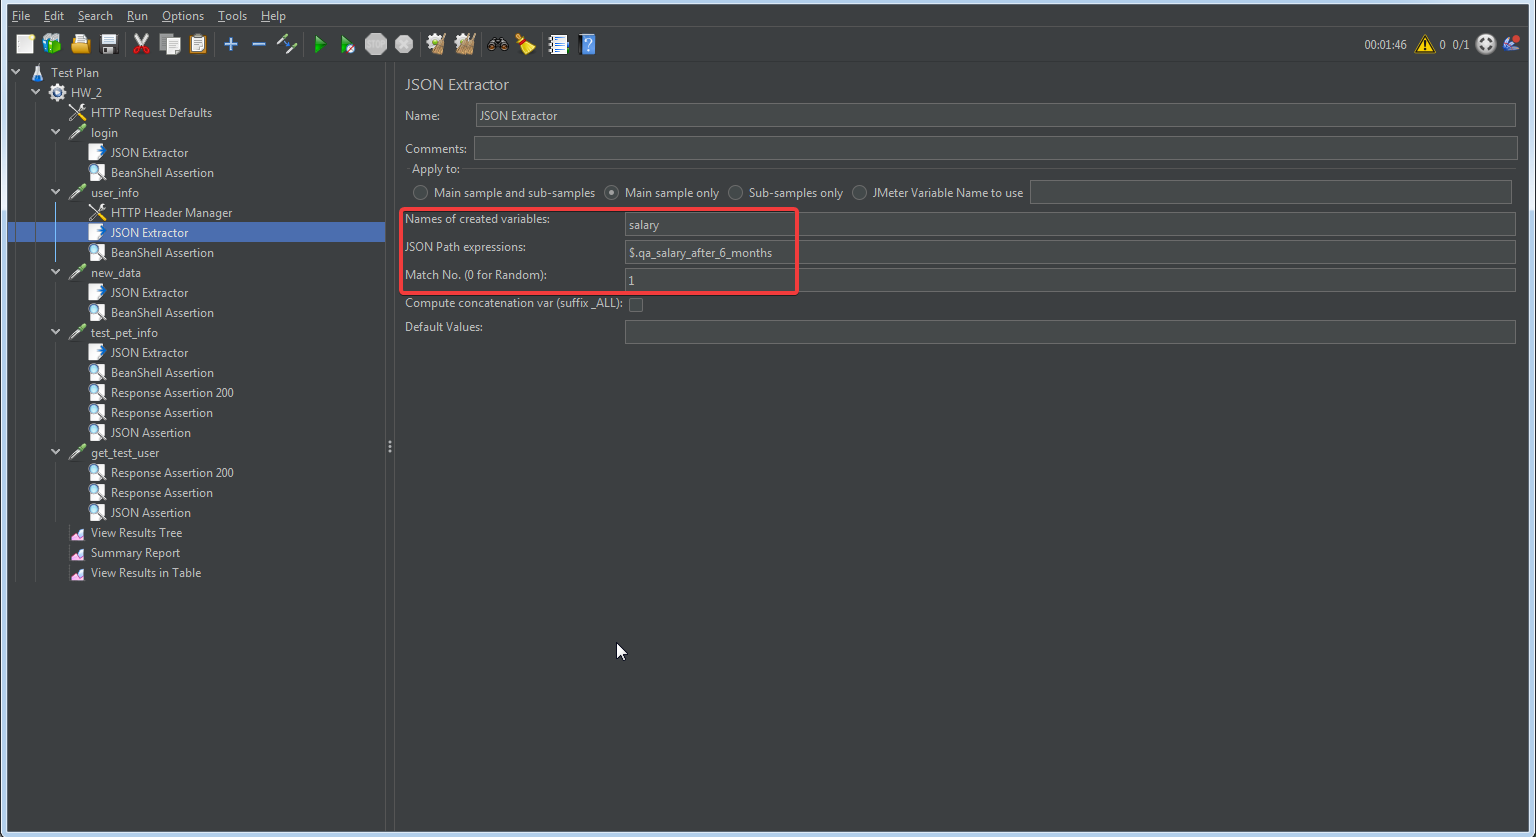 File Edit Search Run Options Tools Help
00:01:46 0 0/1
Test Plan
HW_2
HTTP Request Defaults
login
JSON Extractor
BeanShell Assertion
user_info
HTTP Header Manager
JSON Extractor
BeanShell Assertion
new_data
JSON Extractor
BeanShell Assertion
test_pet_info
JSON Extractor
BeanShell Assertion
Response Assertion 200
Response Assertion
JSON Assertion
get_test_user
Response Assertion 200
Response Assertion
JSON Assertion
View Results Tree
Summary Report
View Results in Table
JSON Extractor
Name: JSON Extractor
Comments:
Apply to:
Main sample and sub-samples Main sample only Sub-samples only JMeter Variable Name to use
Names of created variables: salary
JSON Path expressions: $.qa_salary_after_6_months
Match No. (0 for Random): 1
Compute concatenation var (suffix _ALL):
Default Values: